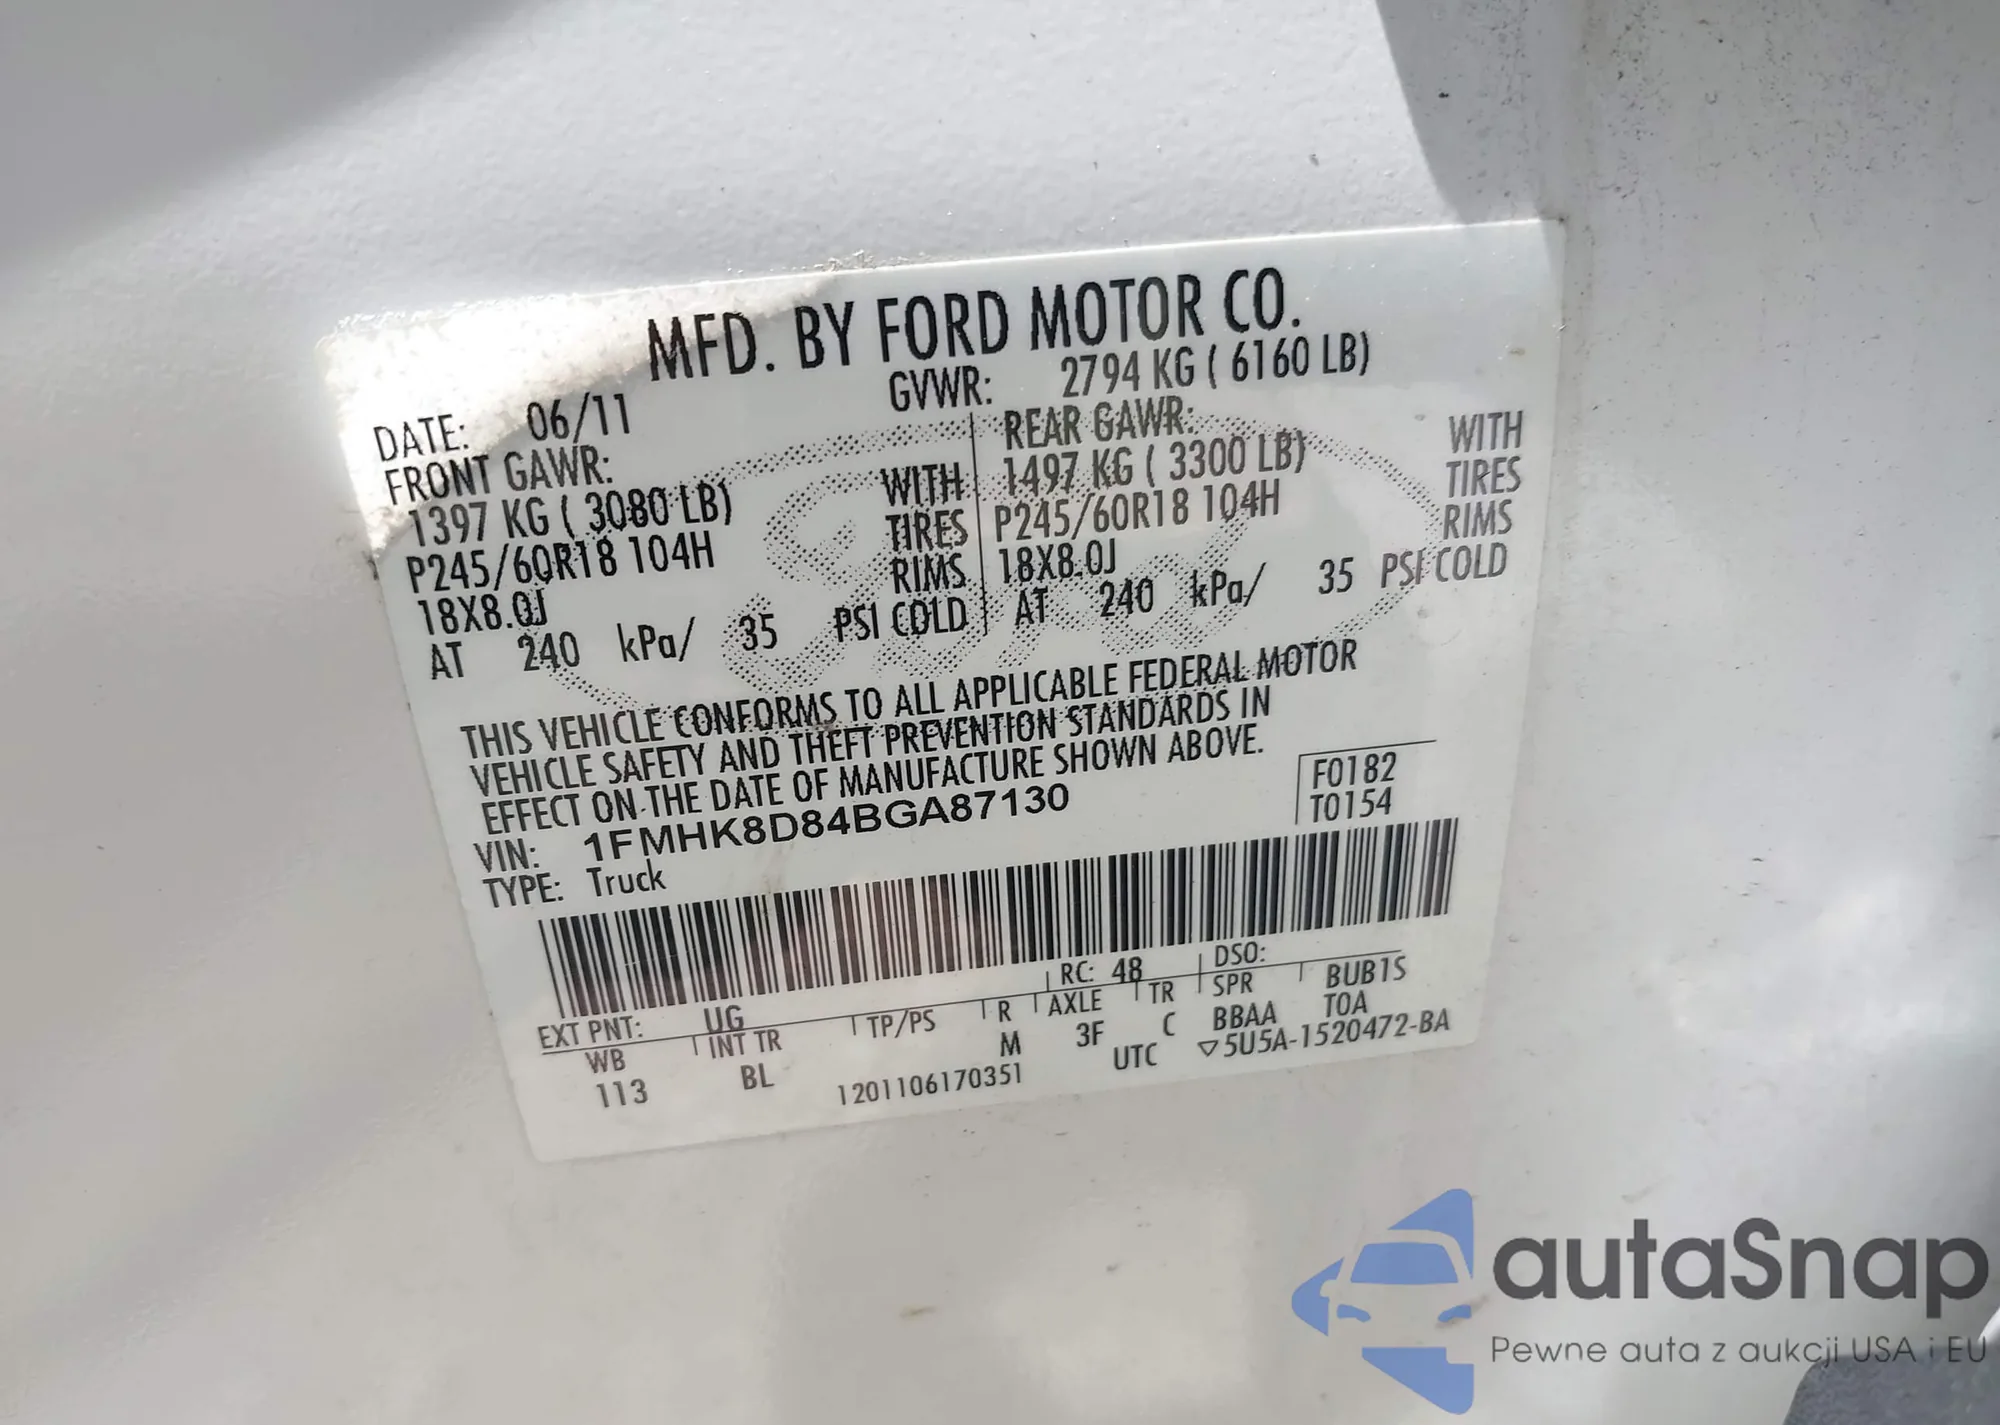 MFD. BY FORD MOTOR CO.
DATE: 06/11 GVWR: 2794 KG ( 6160 LB)
FRONT GAWR: REAR GAWR:
1397 KG ( 3080 LB) WITH 1497 KG ( 3300 LB) WITH
P245/60R18 104H TIRES P245/60R18 104H TIRES
18X8.0J RIMS 18X8.0J RIMS
AT 240 kPa/ 35 PSI COLD AT 240 kPa/ 35 PSI COLD
THIS VEHICLE CONFORMS TO ALL APPLICABLE FEDERAL MOTOR
VEHICLE SAFETY AND THEFT PREVENTION STANDARDS IN
EFFECT ON THE DATE OF MANUFACTURE SHOWN ABOVE.
VIN: 1FMHK8D84BGA87130 F0182
TYPE: Truck T0154
EXT PNT: UG RC: 48 DSO:
WB INT TR TP/PS R AXLE TR SPR BUB1S
113 BL M 3F C BBAA TOA
1201106170351 UTC ▽5U5A-1520472-BA
autaSnap
Pewne auta z aukcji USA i EU